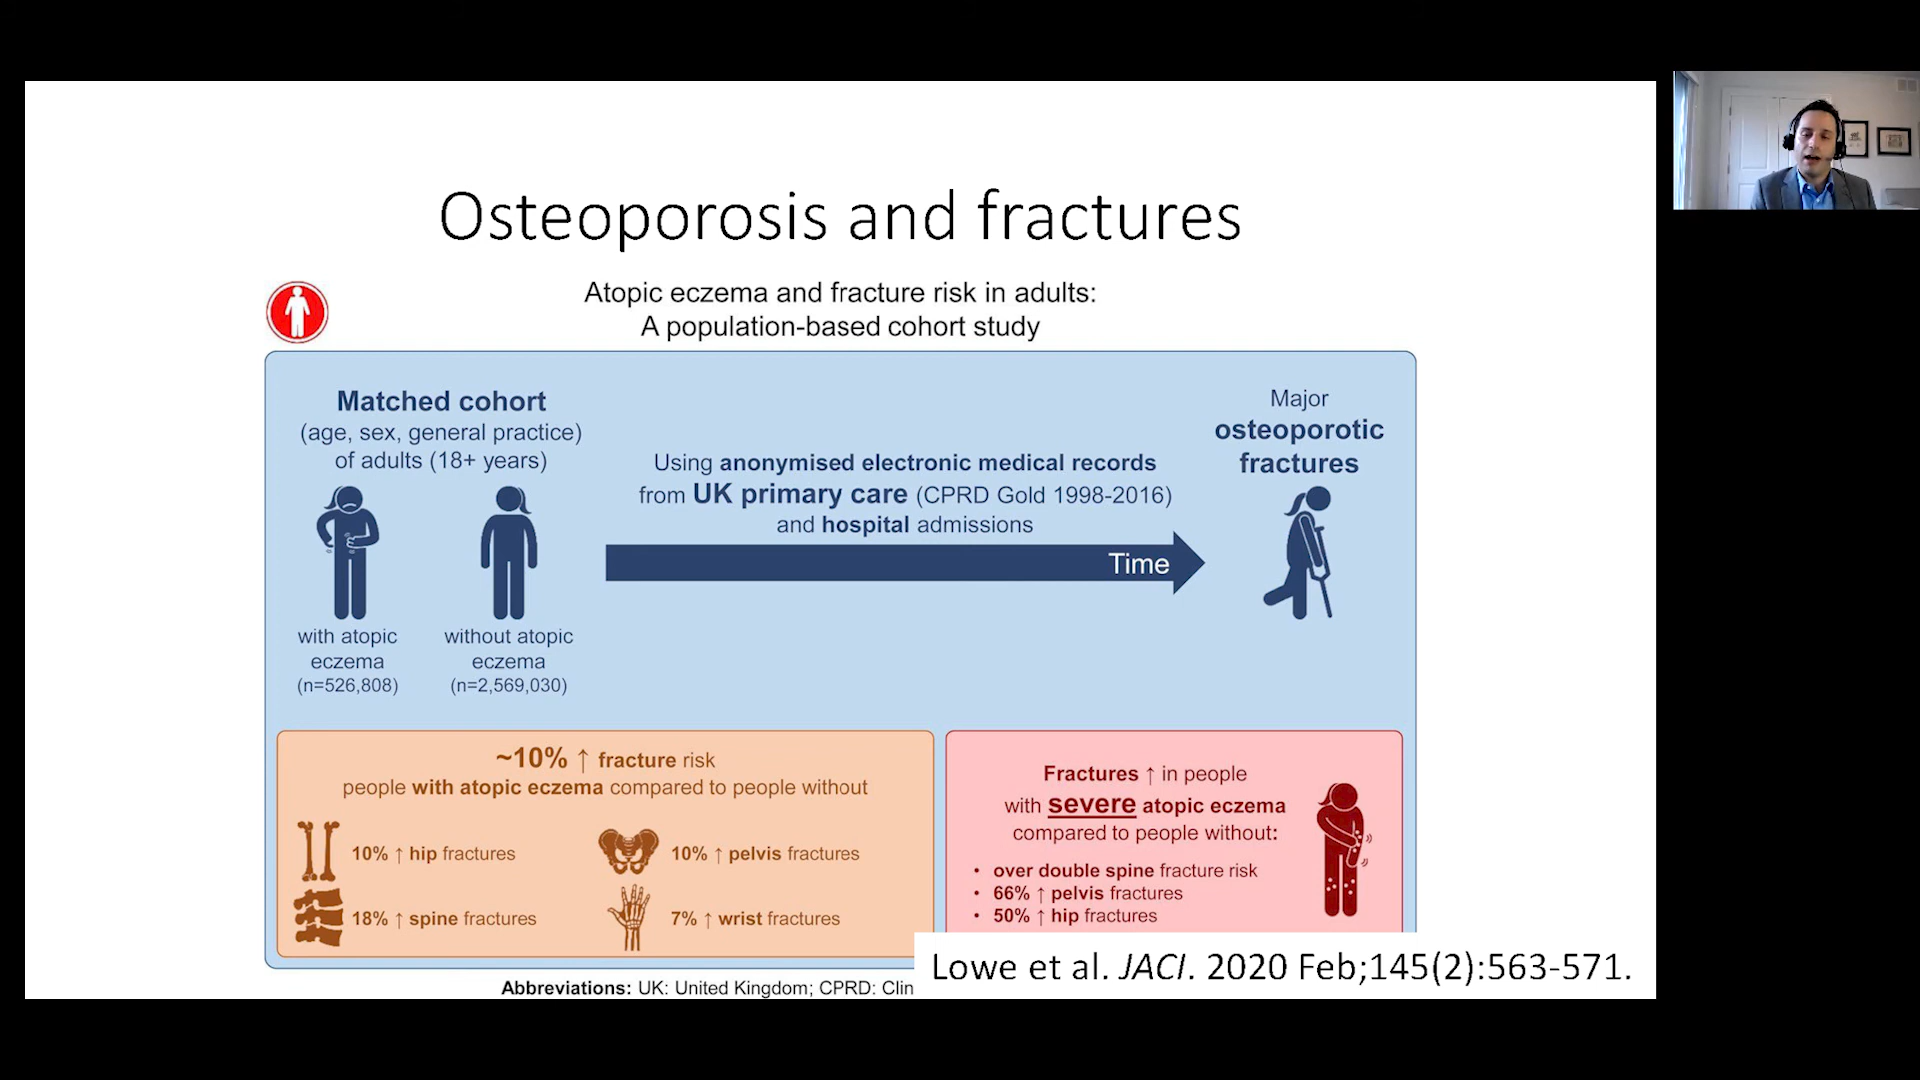 Osteoporosis and fractures
Atopic eczema and fracture risk in adults:
A population-based cohort study
Matched cohort
(age, sex, general practice)
of adults (18+ years)
with atopic
eczema
(n=526,808)
without atopic
eczema
(n=2,569,030)
Using anonymised electronic medical records
from UK primary care (CPRD Gold 1998-2016)
and hospital admissions
Time
Major
osteoporotic
fractures
~10% ↑ fracture risk
people with atopic eczema compared to people without
10% ↑ hip fractures
10% ↑ pelvis fractures
18% ↑ spine fractures
7% ↑ wrist fractures
Fractures ↑ in people
with severe atopic eczema
compared to people without:
• over double spine fracture risk
• 66% ↑ pelvis fractures
• 50% ↑ hip fractures
Lowe et al. JACI. 2020 Feb;145(2):563-571.
Abbreviations: UK: United Kingdom; CPRD: Clin